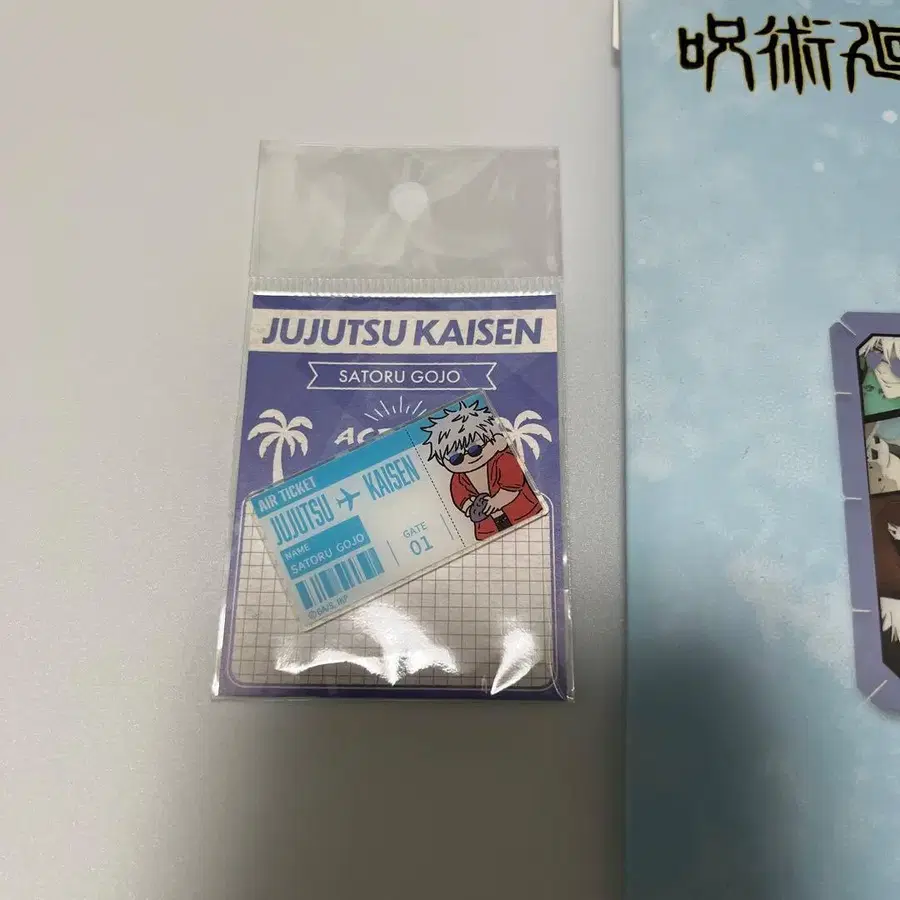 呪術廻
JUJUTSU KAISEN
SATORU GOJO
AIR TICKET
JUJUTSU KAISEN
NAME
SATORU GOJO
GATE
01